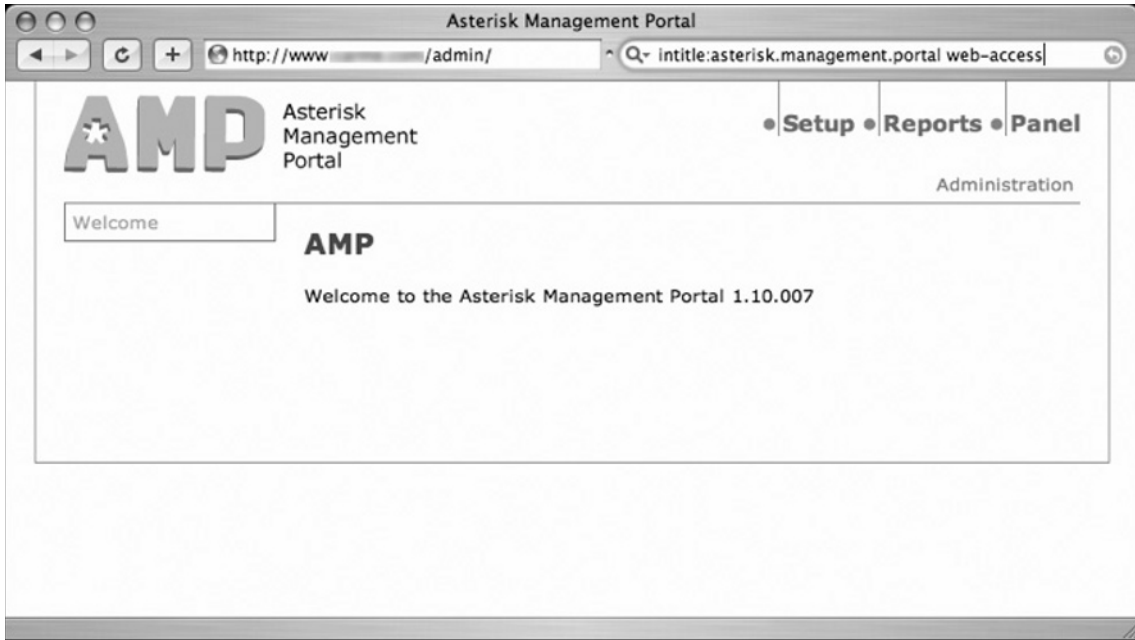 Asterisk Management Portal
http://www /admin/
intitle:asterisk.management.portal web-access
AMP
Asterisk
Management
Portal
Setup
Reports
Panel
Administration
Welcome
AMP
Welcome to the Asterisk Management Portal 1.10.007